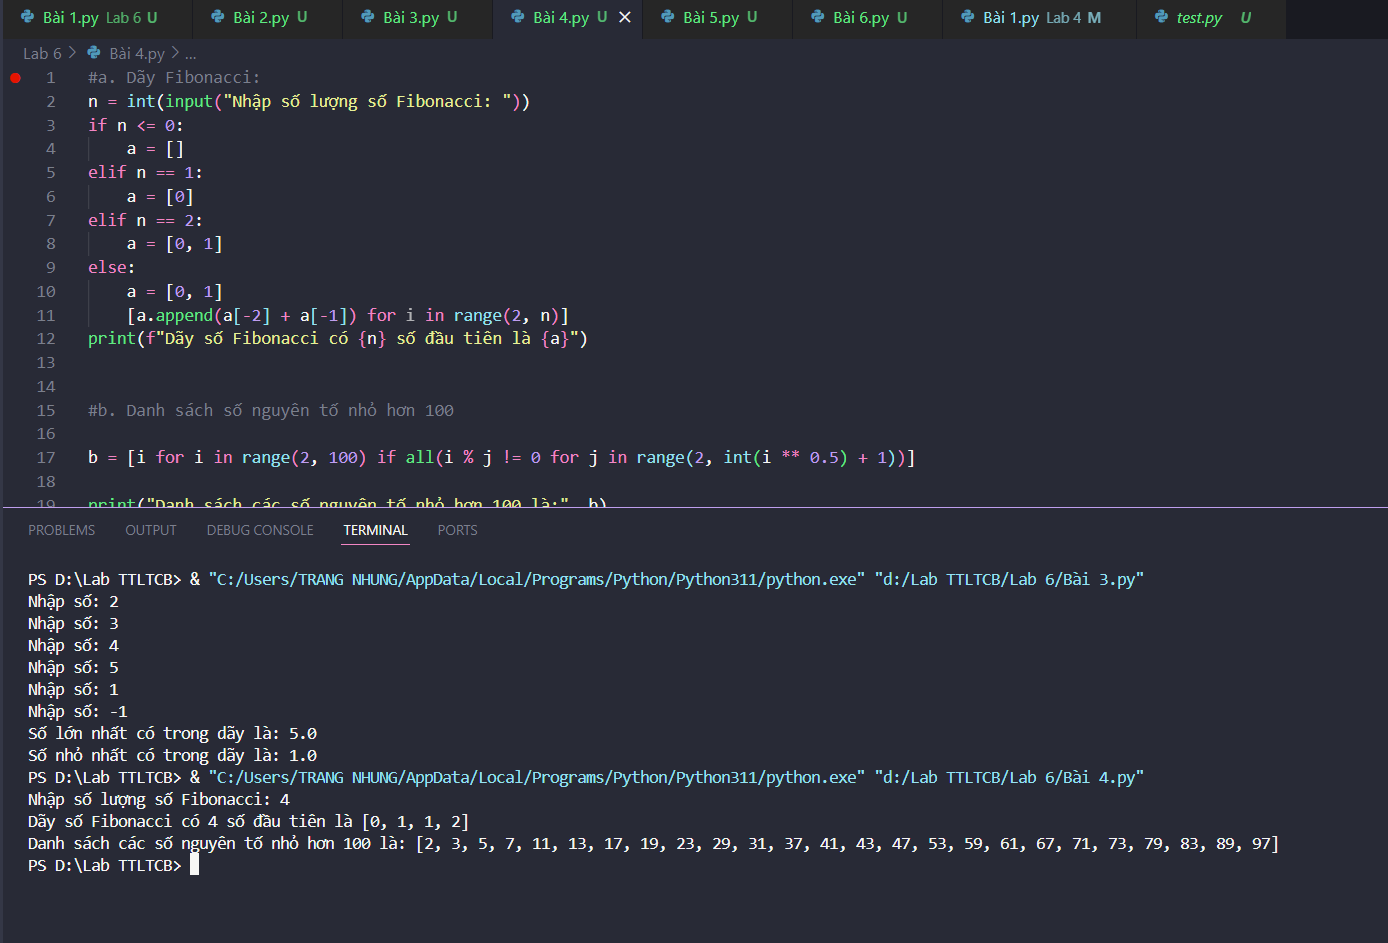 Bài 1.py Lab 6 U Bài 2.py U Bài 3.py U Bài 4.py U Bài 5.py U Bài 6.py U Bài 1.py Lab 4 M test.py U
Lab 6 > Bài 4.py > ...
1 #a. Dãy Fibonacci:
2 n = int(input("Nhập số lượng số Fibonacci: "))
3 if n <= 0:
4     a = []
5 elif n == 1:
6     a = [0]
7 elif n == 2:
8     a = [0, 1]
9 else:
10     a = [0, 1]
11     [a.append(a[-2] + a[-1]) for i in range(2, n)]
12 print(f"Dãy số Fibonacci có {n} số đầu tiên là {a}")
13
14
15 #b. Danh sách số nguyên tố nhỏ hơn 100
16
17 b = [i for i in range(2, 100) if all(i % j != 0 for j in range(2, int(i ** 0.5) + 1))]
18
19 print("Danh sách các số nguyên tố nhỏ hơn 100 là:", b)
PROBLEMS OUTPUT DEBUG CONSOLE TERMINAL PORTS
PS D:\Lab TTLTCB> & "C:/Users/TRANG NHUNG/AppData/Local/Programs/Python/Python311/python.exe" "d:/Lab TTLTCB/Lab 6/Bài 3.py"
Nhập số: 2
Nhập số: 3
Nhập số: 4
Nhập số: 5
Nhập số: 1
Nhập số: -1
Số lớn nhất có trong dãy là: 5.0
Số nhỏ nhất có trong dãy là: 1.0
PS D:\Lab TTLTCB> & "C:/Users/TRANG NHUNG/AppData/Local/Programs/Python/Python311/python.exe" "d:/Lab TTLTCB/Lab 6/Bài 4.py"
Nhập số lượng số Fibonacci: 4
Dãy số Fibonacci có 4 số đầu tiên là [0, 1, 1, 2]
Danh sách các số nguyên tố nhỏ hơn 100 là: [2, 3, 5, 7, 11, 13, 17, 19, 23, 29, 31, 37, 41, 43, 47, 53, 59, 61, 67, 71, 73, 79, 83, 89, 97]
PS D:\Lab TTLTCB>